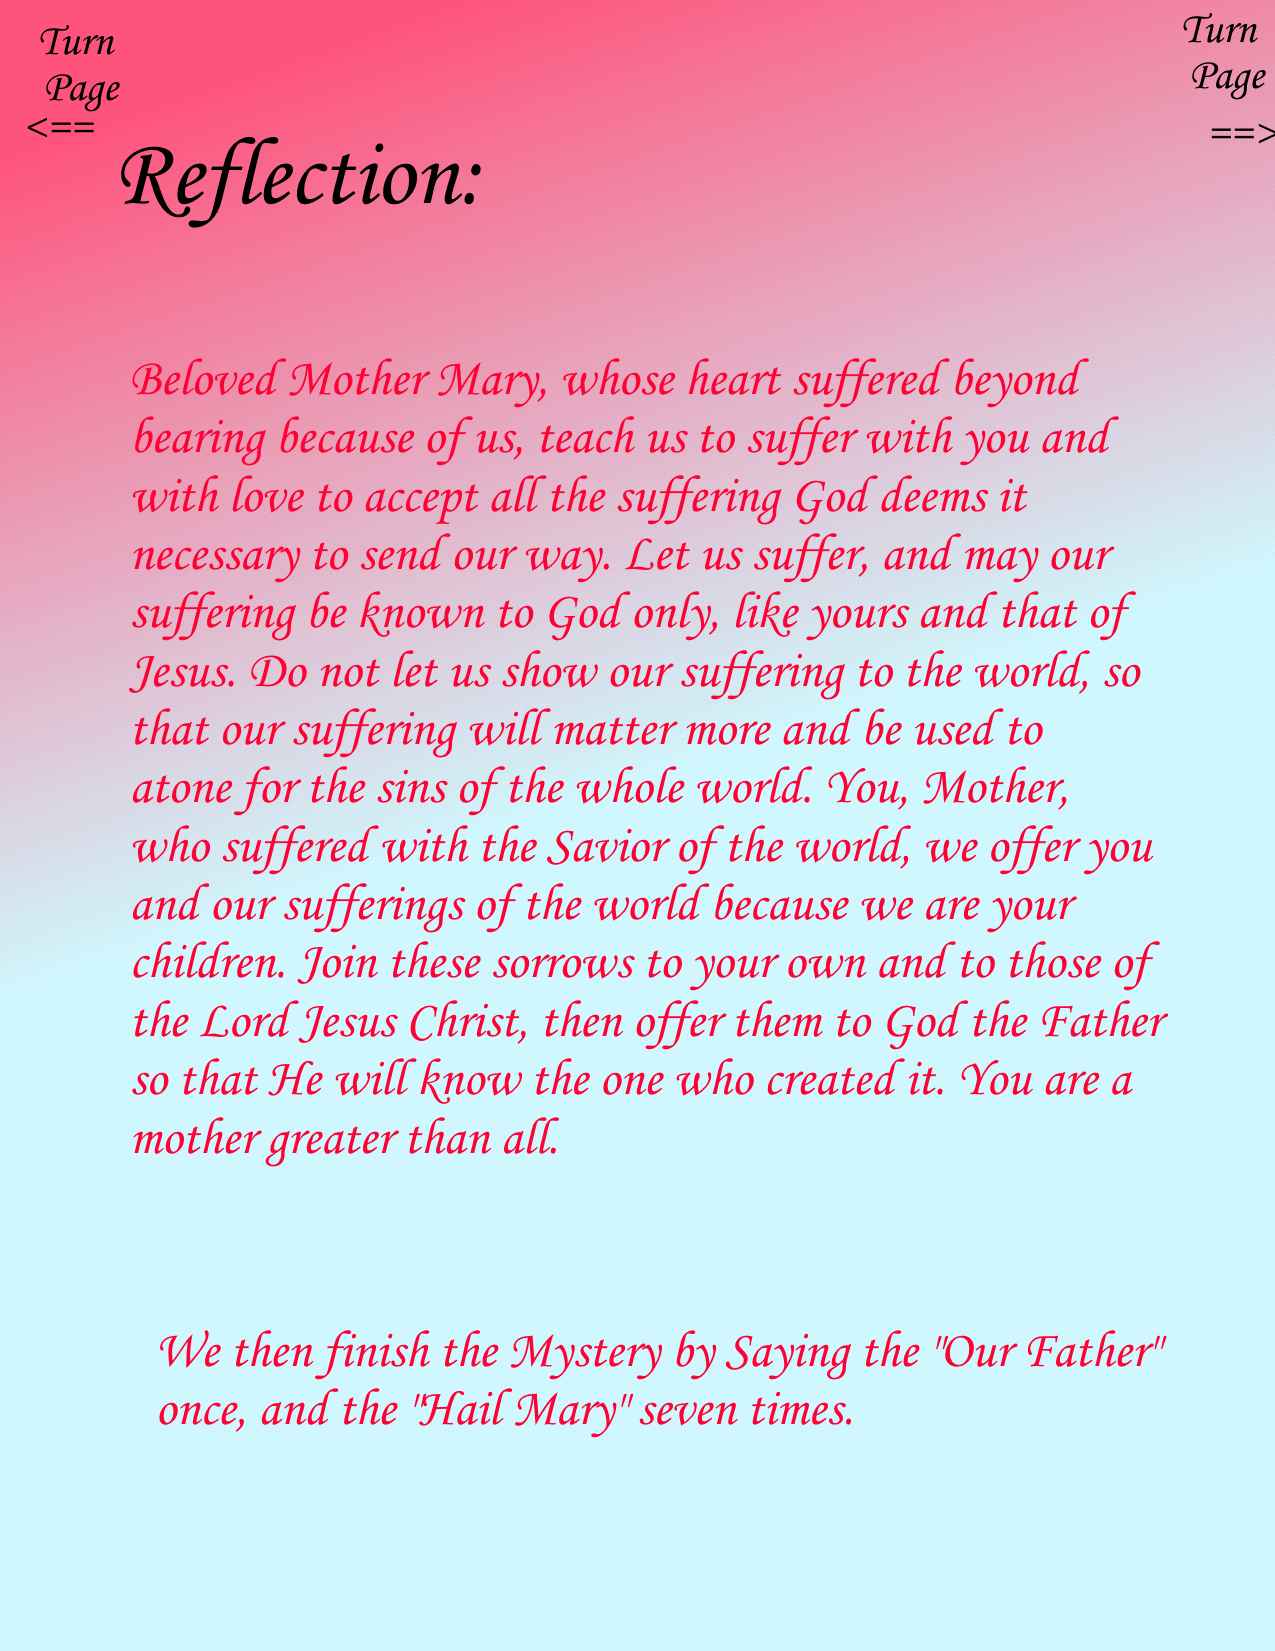 Turn
Page
<==
Turn
Page
==>
Reflection:
Beloved Mother Mary, whose heart suffered beyond
bearing because of us, teach us to suffer with you and
with love to accept all the suffering God deems it
necessary to send our way. Let us suffer, and may our
suffering be known to God only, like yours and that of
Jesus. Do not let us show our suffering to the world, so
that our suffering will matter more and be used to
atone for the sins of the whole world. You, Mother,
who suffered with the Savior of the world, we offer you
and our sufferings of the world because we are your
children. Join these sorrows to your own and to those of
the Lord Jesus Christ, then offer them to God the Father
so that He will know the one who created it. You are a
mother greater than all.
We then finish the Mystery by Saying the "Our Father"
once, and the "Hail Mary" seven times.